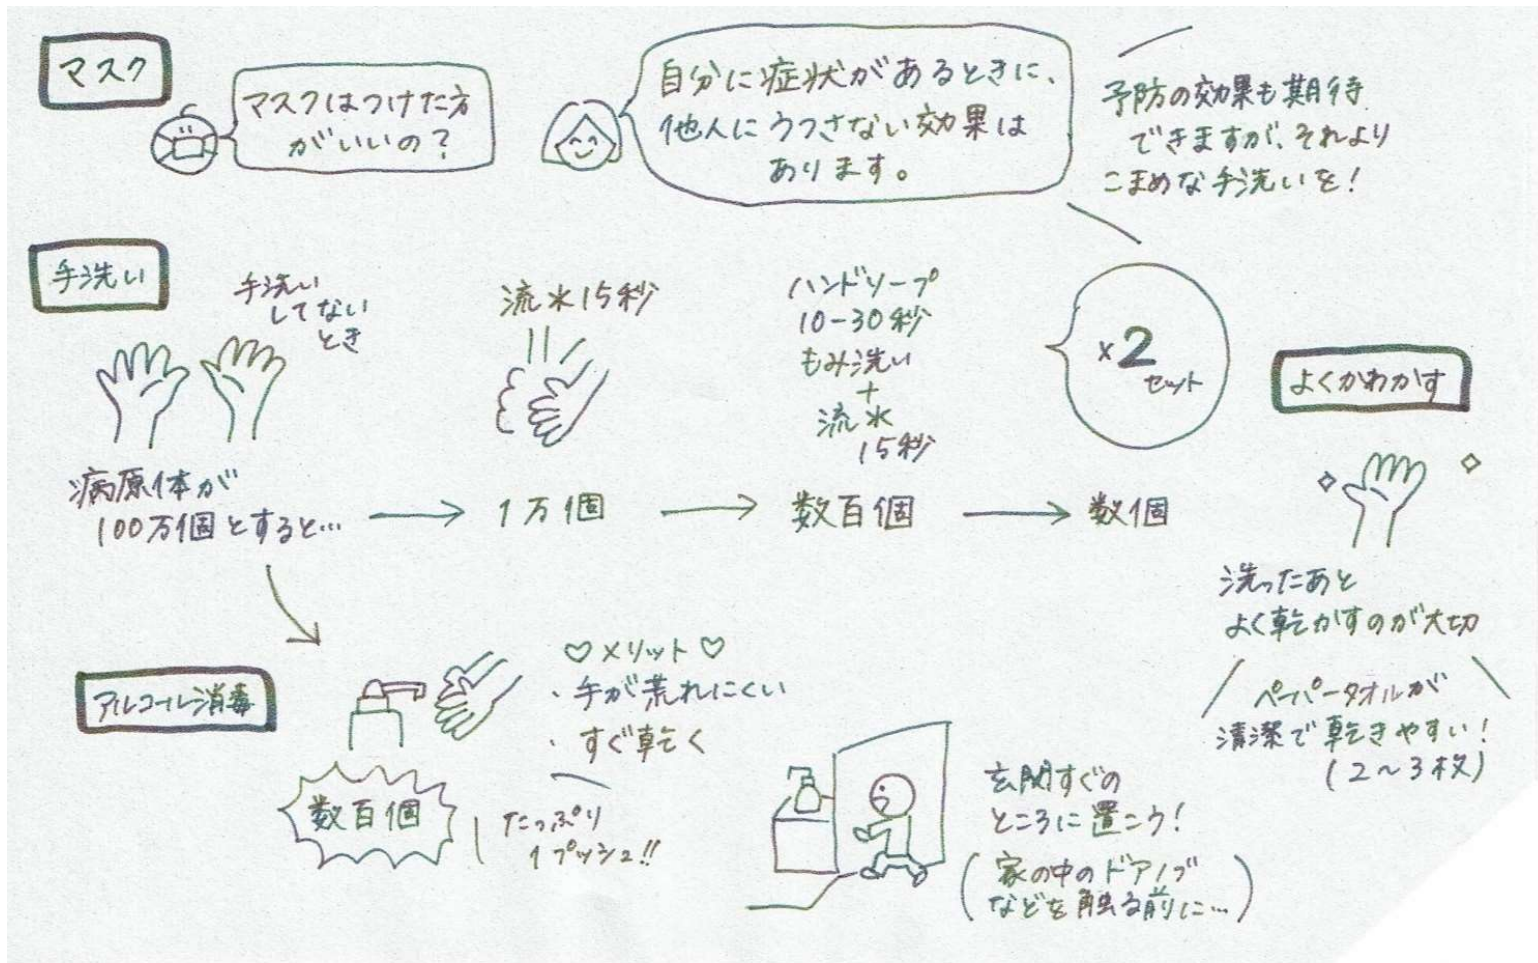 マスク
マスクはつけた方
がいいの？
自分に症状があるときに、
他人にうつさない効果は
あります。
予防の効果も期待
できますが、それより
こまめな手洗いを！
手洗い
手洗い
してない
とき
流水15秒
ハンドソープ
10-30秒
もみ洗い
+
流水
15秒
×2
セット
よくかわかす
病原体が
100万個とすると…
1万個
数百個
数個
洗ったあと
よく乾かすのが大切
ペーパータオルが
清潔で乾きやすい！
(2〜3枚)
アルコール消毒
♡メリット♡
・手が荒れにくい
・すぐ乾く
数百個
たっぷり
1プッシュ!!
玄関すぐの
ところに置こう！
(家の中のドアノブ
などを触る前に…)